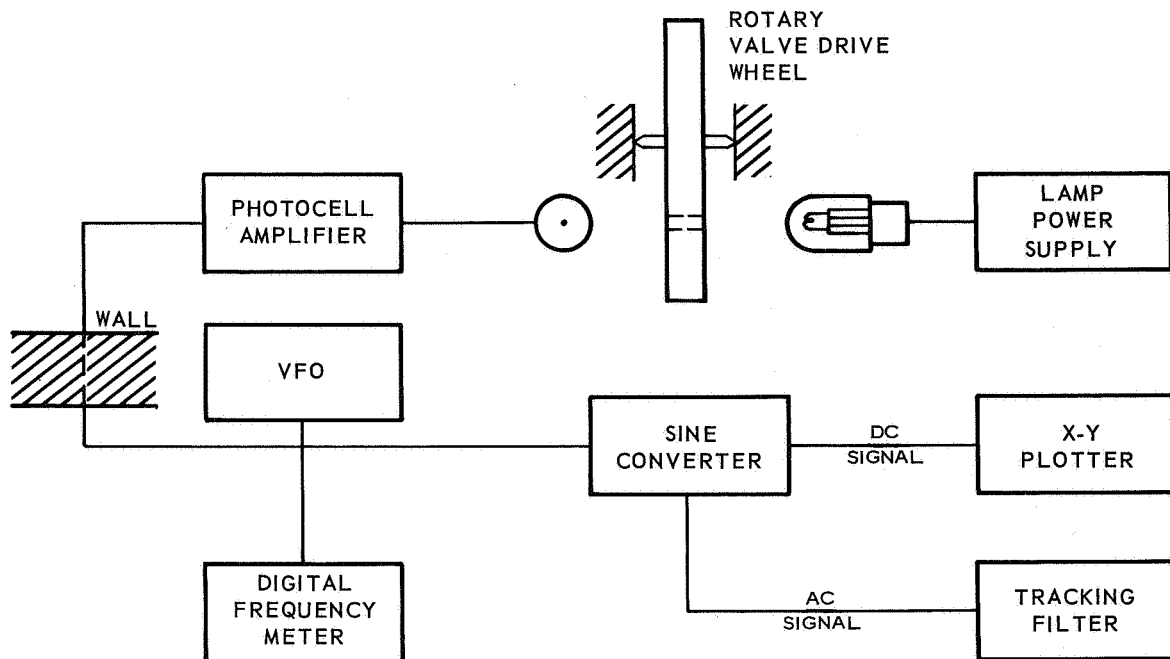 ROTARY
VALVE DRIVE
WHEEL
PHOTOCELL
AMPLIFIER
LAMP
POWER
SUPPLY
WALL
VFO
SINE
CONVERTER
DC
SIGNAL
X-Y
PLOTTER
DIGITAL
FREQUENCY
METER
AC
SIGNAL
TRACKING
FILTER